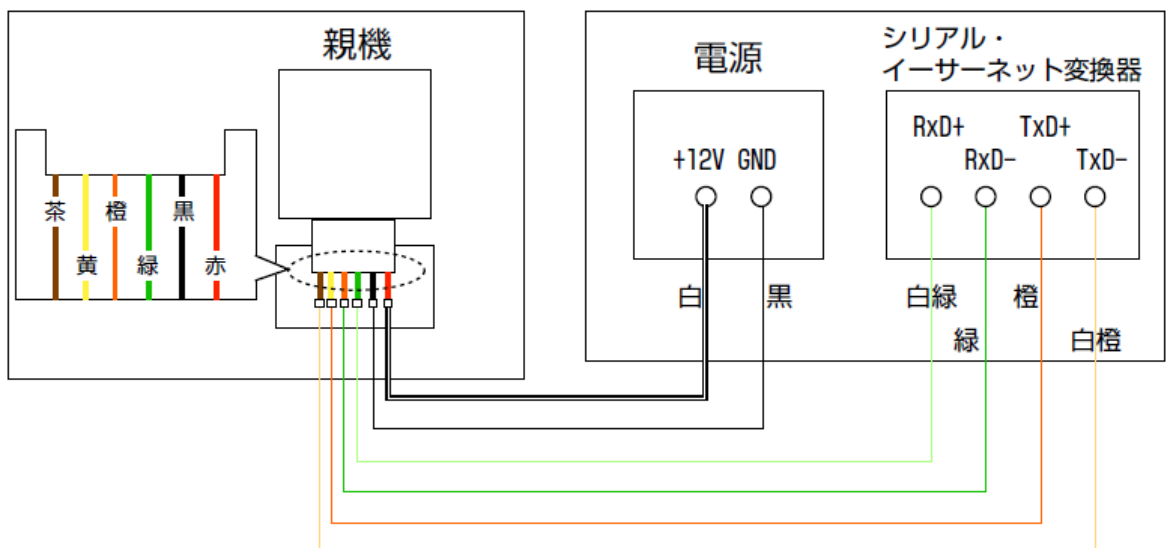 親機
茶
橙
黒
黄
緑
赤
電源
+12V GND
白
黒
シリアル・
イーサーネット変換器
RxD+ TxD+
RxD- TxD-
白緑
橙
緑
白橙